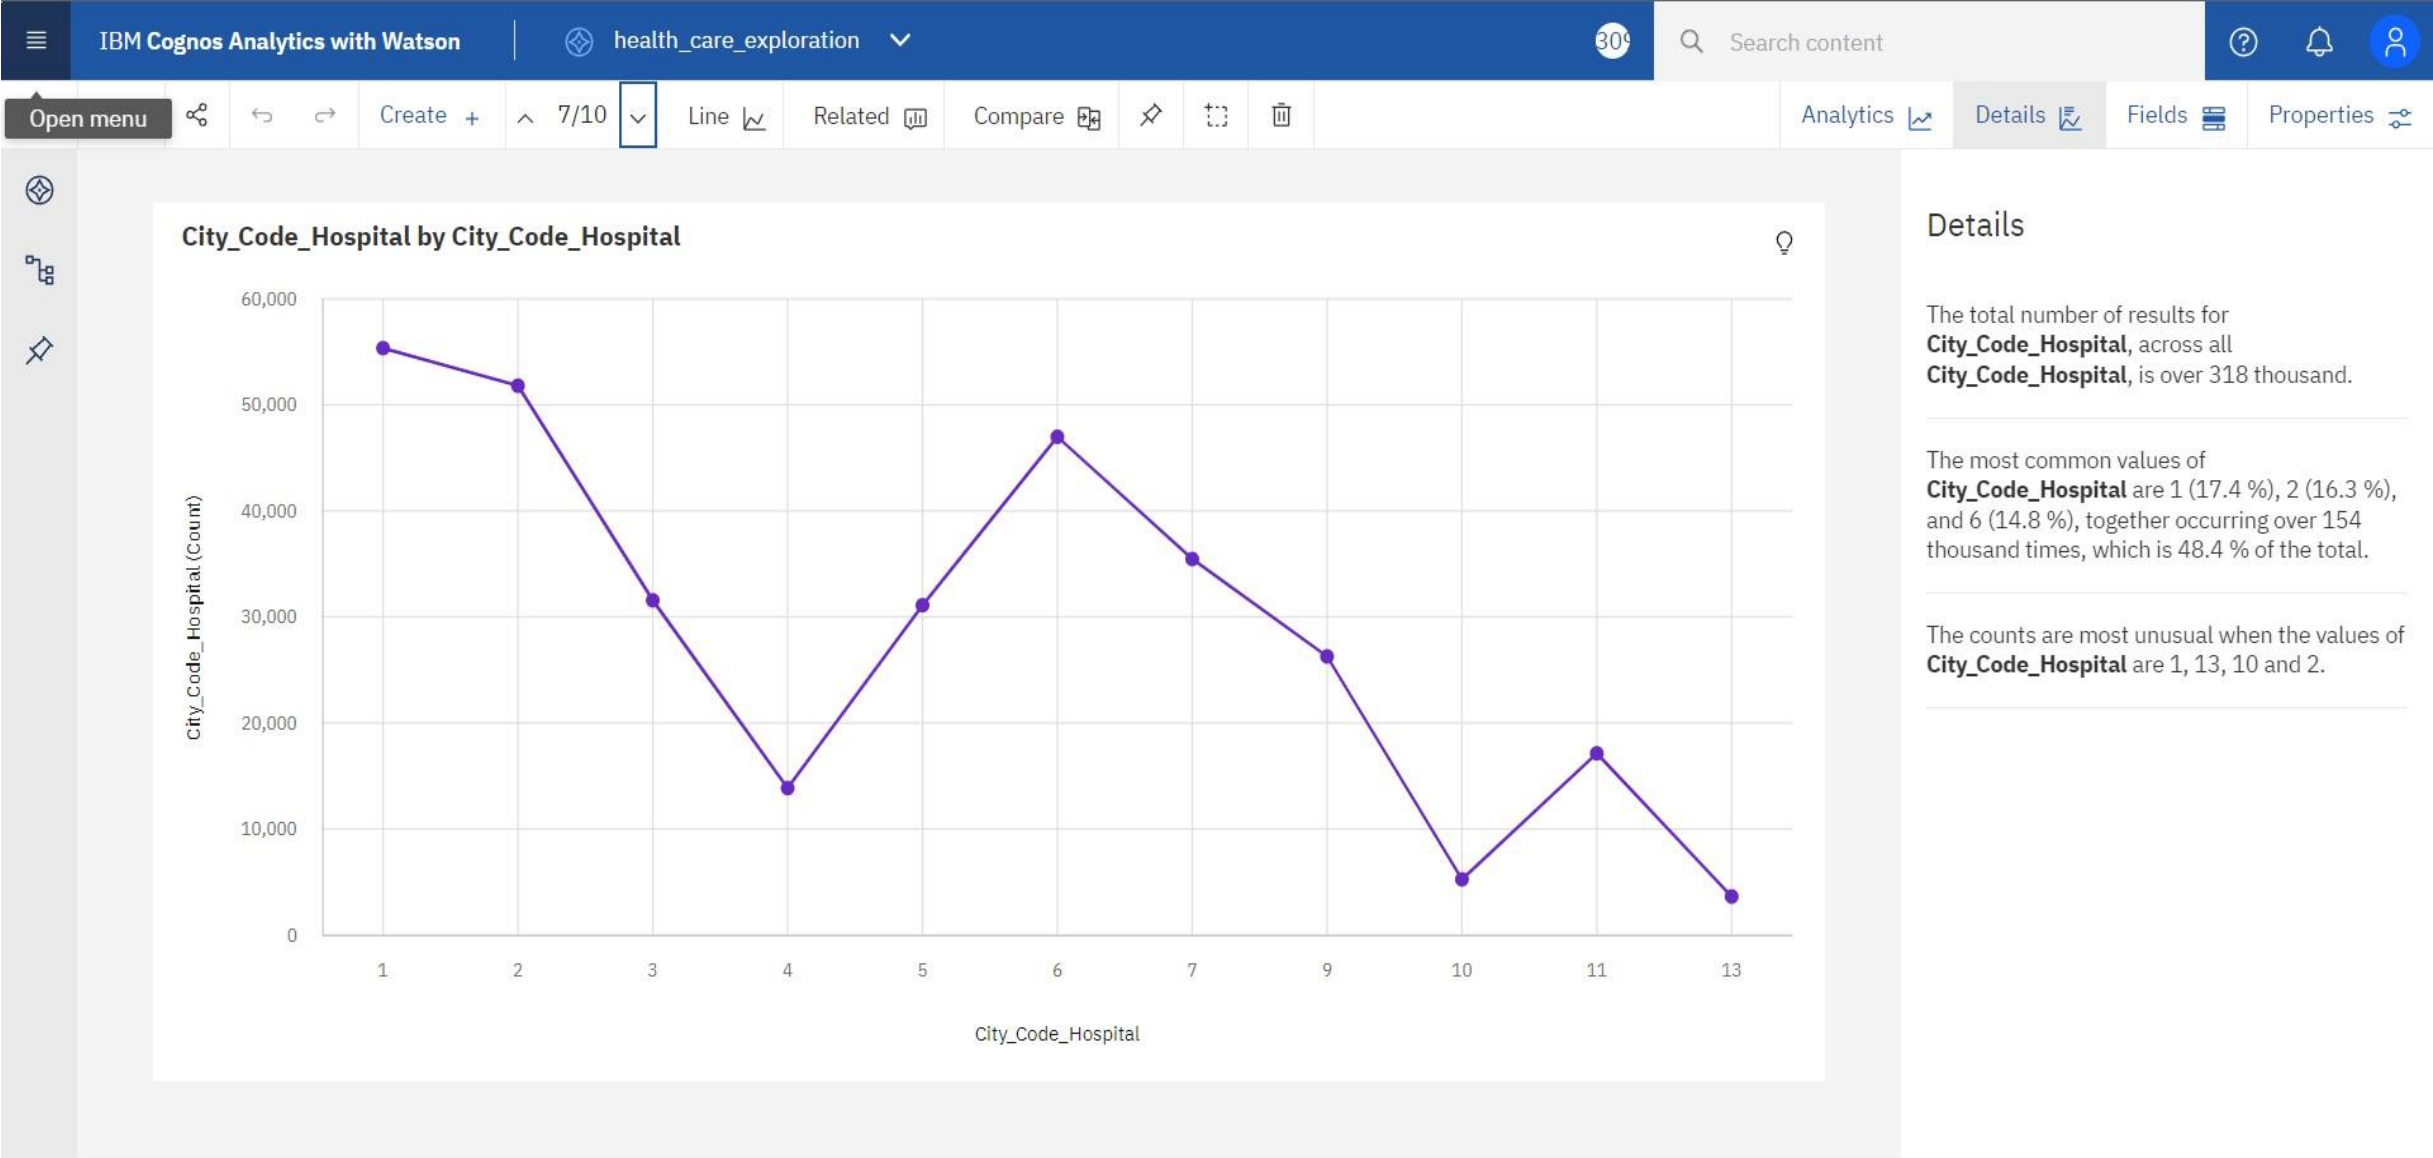 IBM Cognos Analytics with Watson
health_care_exploration
Search content
Open menu
Create +
7/10
Line
Related
Compare
Analytics
Details
Fields
Properties
City_Code_Hospital by City_Code_Hospital
60,000
50,000
40,000
30,000
20,000
10,000
0
City_Code_Hospital (Count)
1 2 3 4 5 6 7 9 10 11 13
City_Code_Hospital
Details
The total number of results for
City_Code_Hospital, across all
City_Code_Hospital, is over 318 thousand.
The most common values of
City_Code_Hospital are 1 (17.4 %), 2 (16.3 %),
and 6 (14.8 %), together occurring over 154
thousand times, which is 48.4 % of the total.
The counts are most unusual when the values of
City_Code_Hospital are 1, 13, 10 and 2.